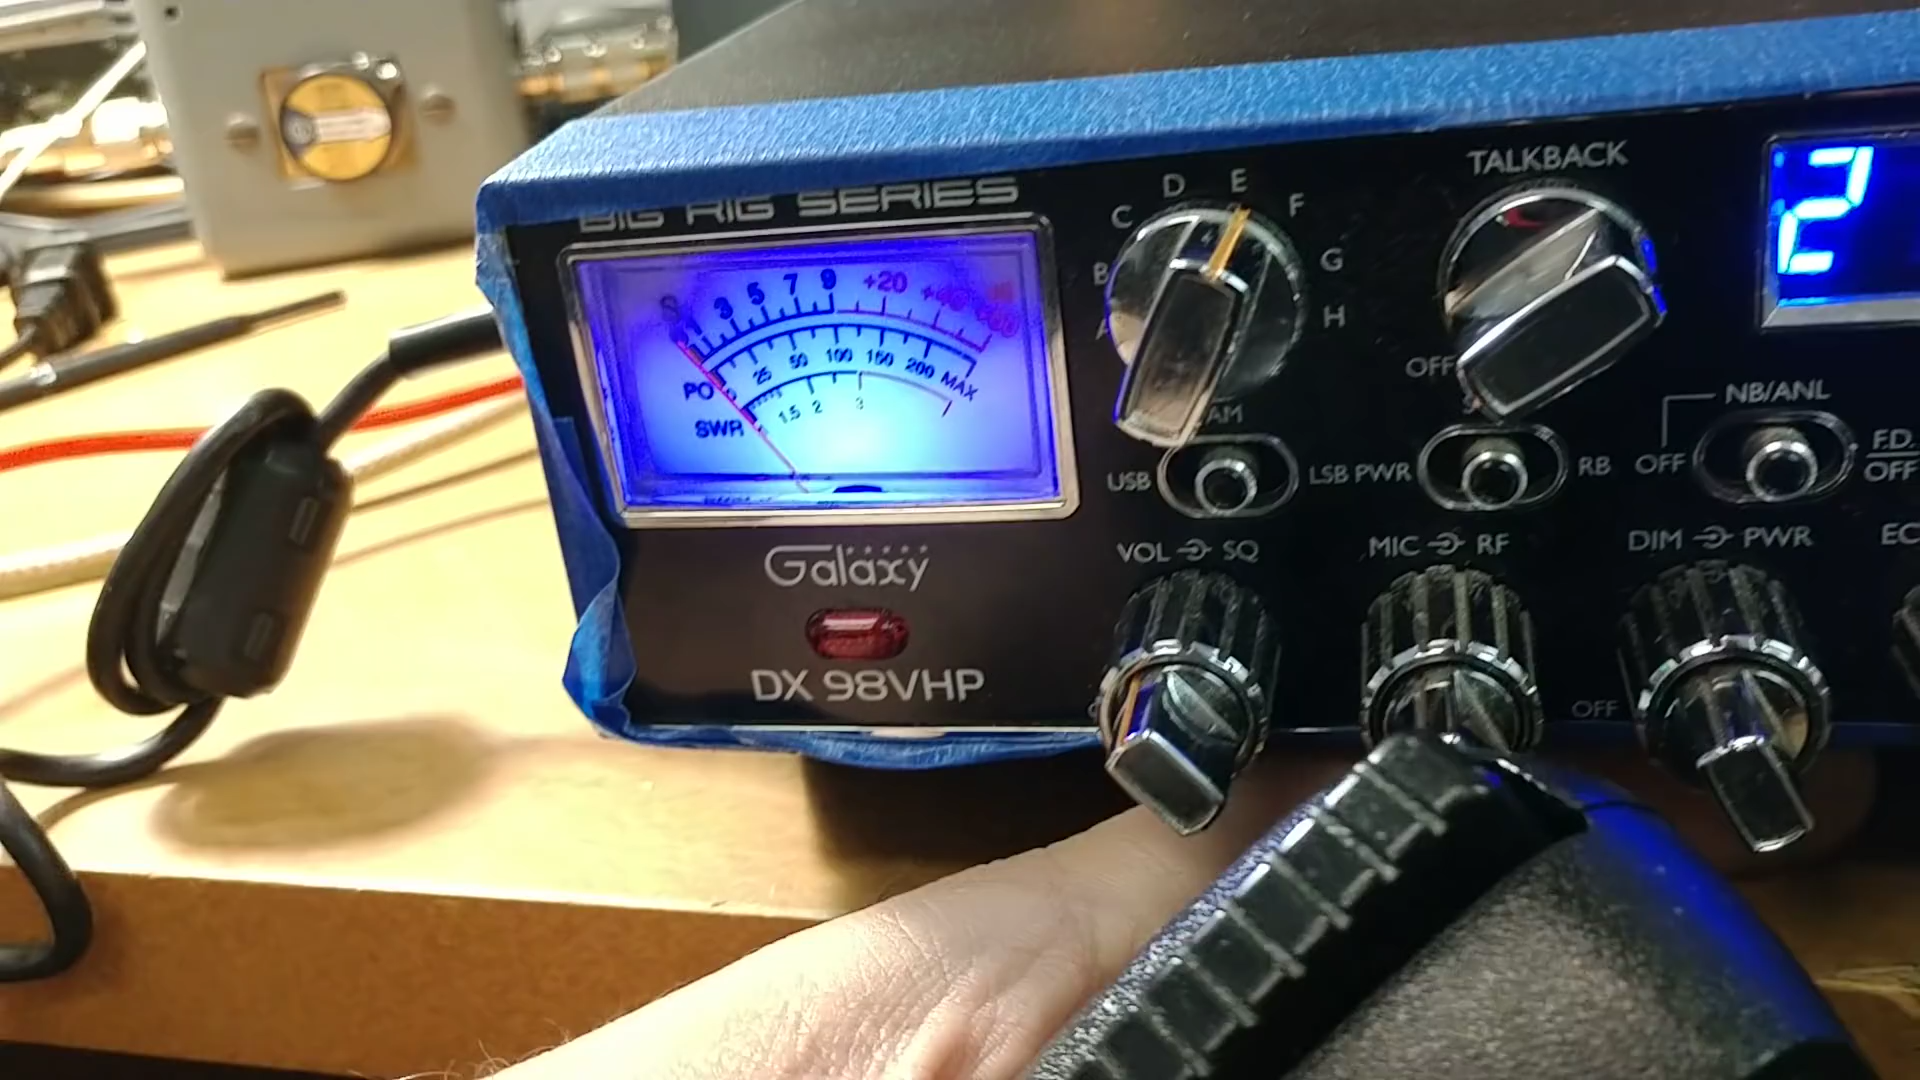 BIG RIG SERIES
S 1 3 5 7 9 +20 +40
PO 0 25 50 100 150 200 MAX
SWR 1.5 2 3
Galaxy
DX 98VHP
A B C D E F G H
TALKBACK
OFF
2
AM
USB LSB
PWR RB
NB/ANL
OFF
F.D.
OFF
VOL SQ
MIC RF
DIM PWR
OFF